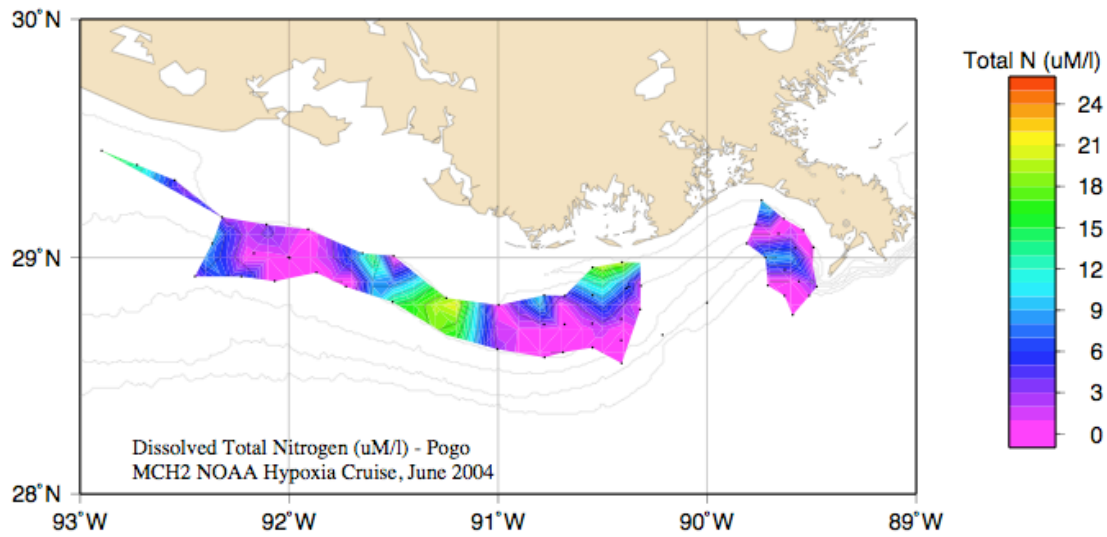 30˚N
29˚N
28˚N
93˚W
92˚W
91˚W
90˚W
89˚W
Dissolved Total Nitrogen (uM/l) - Pogo
MCH2 NOAA Hypoxia Cruise, June 2004
Total N (uM/l)
24
21
18
15
12
9
6
3
0